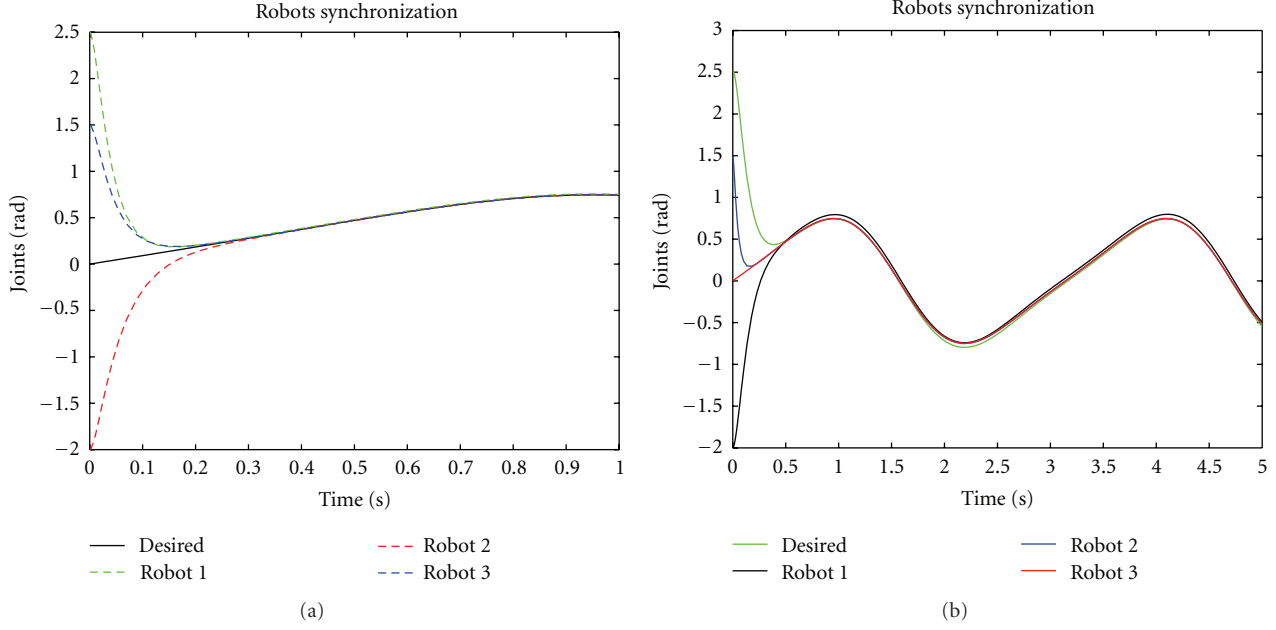 Robots synchronization
2.5
2
1.5
1
0.5
0
−0.5
−1
−1.5
−2
Joints (rad)
0 0.1 0.2 0.3 0.4 0.5 0.6 0.7 0.8 0.9 1
Time (s)
Desired
Robot 1
Robot 2
Robot 3
(a)
Robots synchronization
3
2.5
2
1.5
1
0.5
0
−0.5
−1
−1.5
−2
Joints (rad)
0 0.5 1 1.5 2 2.5 3 3.5 4 4.5 5
Time (s)
Desired
Robot 1
Robot 2
Robot 3
(b)